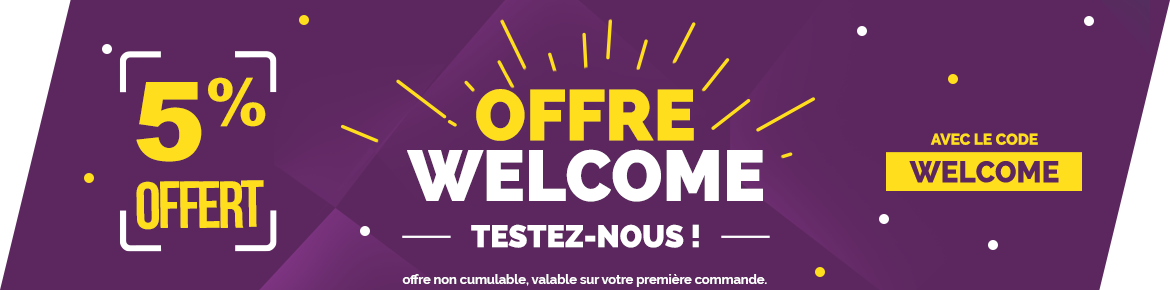 5%
OFFERT
OFFRE
WELCOME
TESTEZ-NOUS !
offre non cumulable, valable sur votre première commande.
AVEC LE CODE
WELCOME